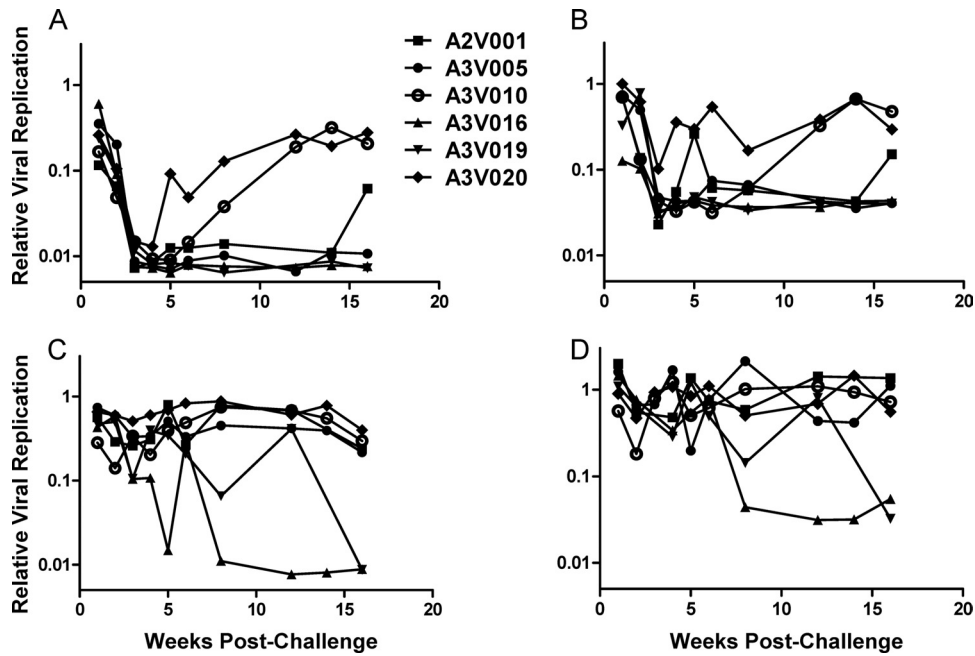 A
Relative Viral Replication
1
0.1
0.01
0 5 10 15 20
A2V001
A3V005
A3V010
A3V016
A3V019
A3V020
B
Relative Viral Replication
1
0.1
0.01
0 5 10 15 20
C
Relative Viral Replication
1
0.1
0.01
0 5 10 15 20
Weeks Post-Challenge
D
1
0.1
0.01
0 5 10 15 20
Weeks Post-Challenge